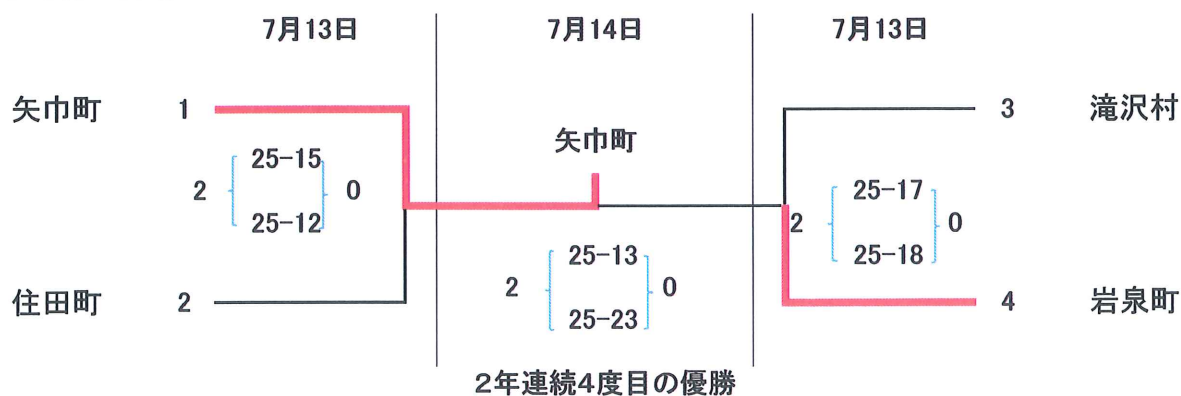 7月13日 7月14日 7月13日
矢巾町 1 3 滝沢村
矢巾町
25-15
2 0
25-12
25-17
2 0
25-18
25-13
2 0
25-23
住田町 2 4 岩泉町
2年連続4度目の優勝